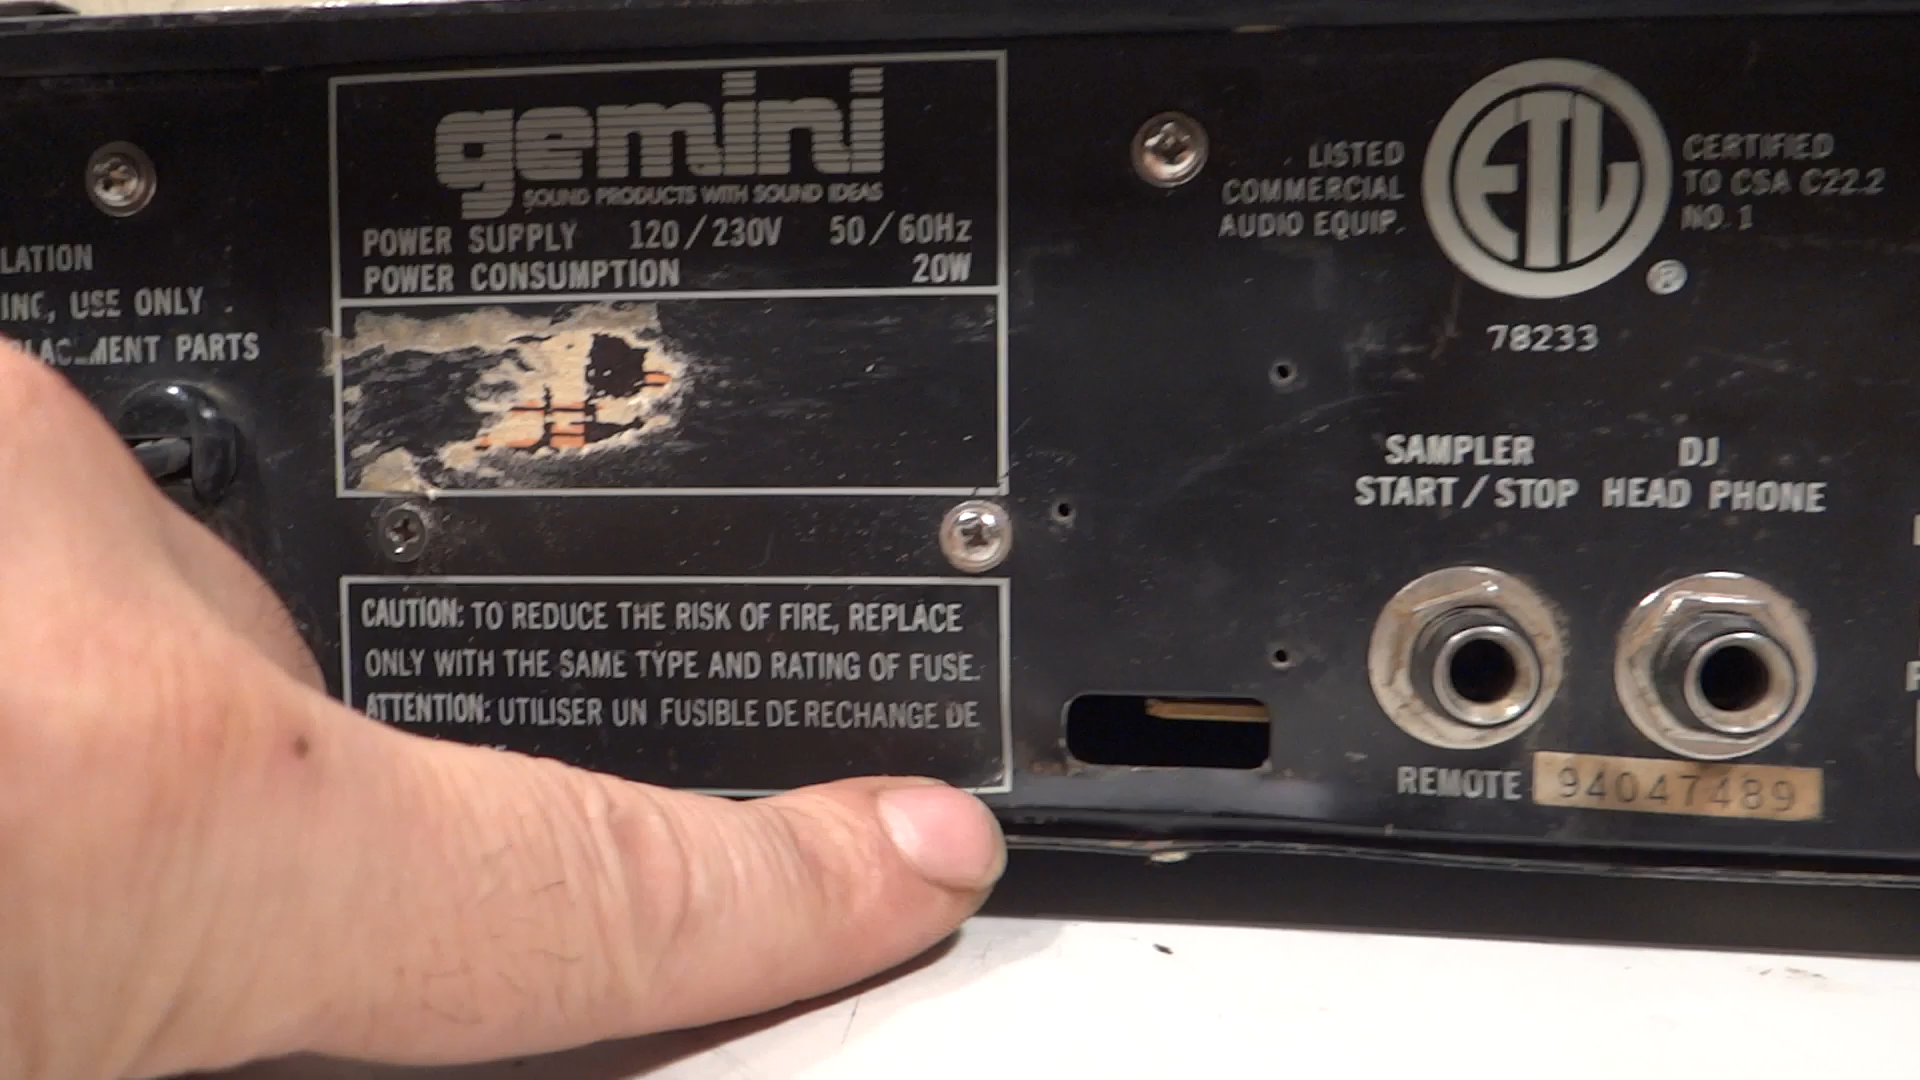 LATION
INC, USE ONLY
PLACEMENT PARTS
gemini
SOUND PRODUCTS WITH SOUND IDEAS
POWER SUPPLY 120/230V 50/60Hz
POWER CONSUMPTION 20W
CAUTION: TO REDUCE THE RISK OF FIRE, REPLACE
ONLY WITH THE SAME TYPE AND RATING OF FUSE.
ATTENTION: UTILISER UN FUSIBLE DE RECHANGE DE
LISTED
COMMERCIAL
AUDIO EQUIP.
ETL
®
CERTIFIED
TO CSA C22.2
NO. 1
78233
SAMPLER
START/STOP
DJ
HEAD PHONE
REMOTE
94047489